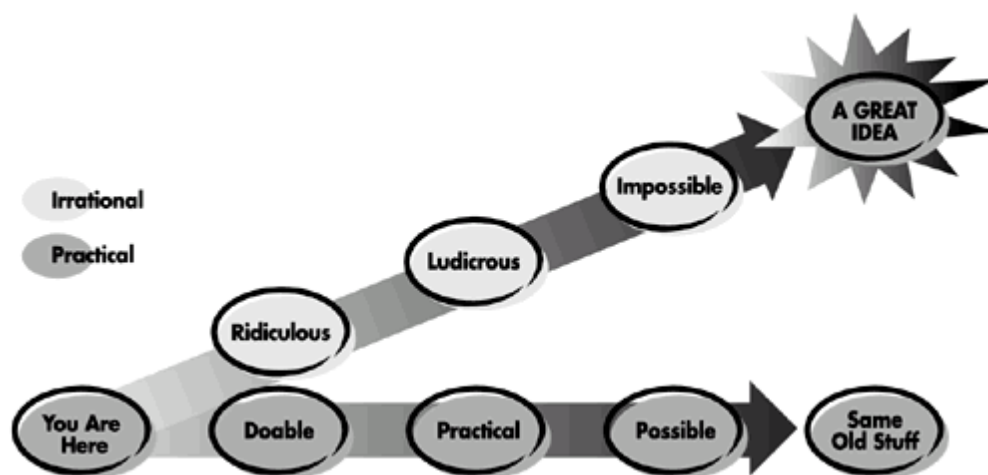 A GREAT
IDEA
Impossible
Irrational
Practical
Ludicrous
Ridiculous
You Are
Here
Doable
Practical
Possible
Same
Old Stuff